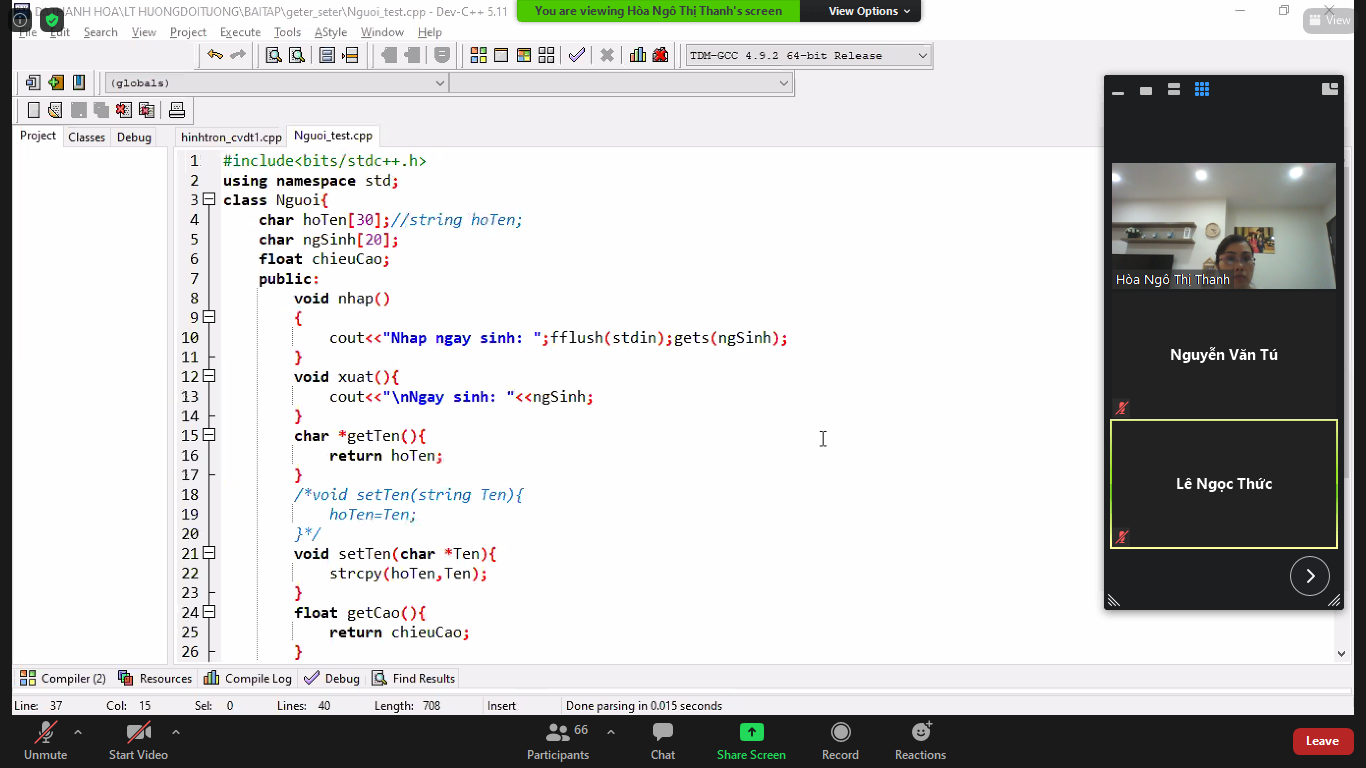 D:\THANH HOA\LT HUONGDOITUONG\BAITAP\geter_seter\Nguoi_test.cpp - Dev-C++ 5.11
You are viewing Hòa Ngô Thị Thanh's screen
View Options
View
File Edit Search View Project Execute Tools AStyle Window Help
TDM-GCC 4.9.2 64-bit Release
(globals)
Project Classes Debug
hinhtron_cvdt1.cpp Nguoi_test.cpp
1 #include<bits/stdc++.h>
2 using namespace std;
3 class Nguoi{
4 char hoTen[30];//string hoTen;
5 char ngSinh[20];
6 float chieuCao;
7 public:
8 void nhap()
9 {
10 cout<<"Nhap ngay sinh: ";fflush(stdin);gets(ngSinh);
11 }
12 void xuat(){
13 cout<<"\nNgay sinh: "<<ngSinh;
14 }
15 char *getTen(){
16 return hoTen;
17 }
18 /*void setTen(string Ten){
19 hoTen=Ten;
20 }*/
21 void setTen(char *Ten){
22 strcpy(hoTen,Ten);
23 }
24 float getCao(){
25 return chieuCao;
26 }
Hòa Ngô Thị Thanh
Nguyễn Văn Tú
Lê Ngọc Thức
Compiler (2) Resources Compile Log Debug Find Results
Line: 37 Col: 15 Sel: 0 Lines: 40 Length: 708 Insert Done parsing in 0.015 seconds
Unmute Start Video Participants 66 Chat Share Screen Record Reactions Leave